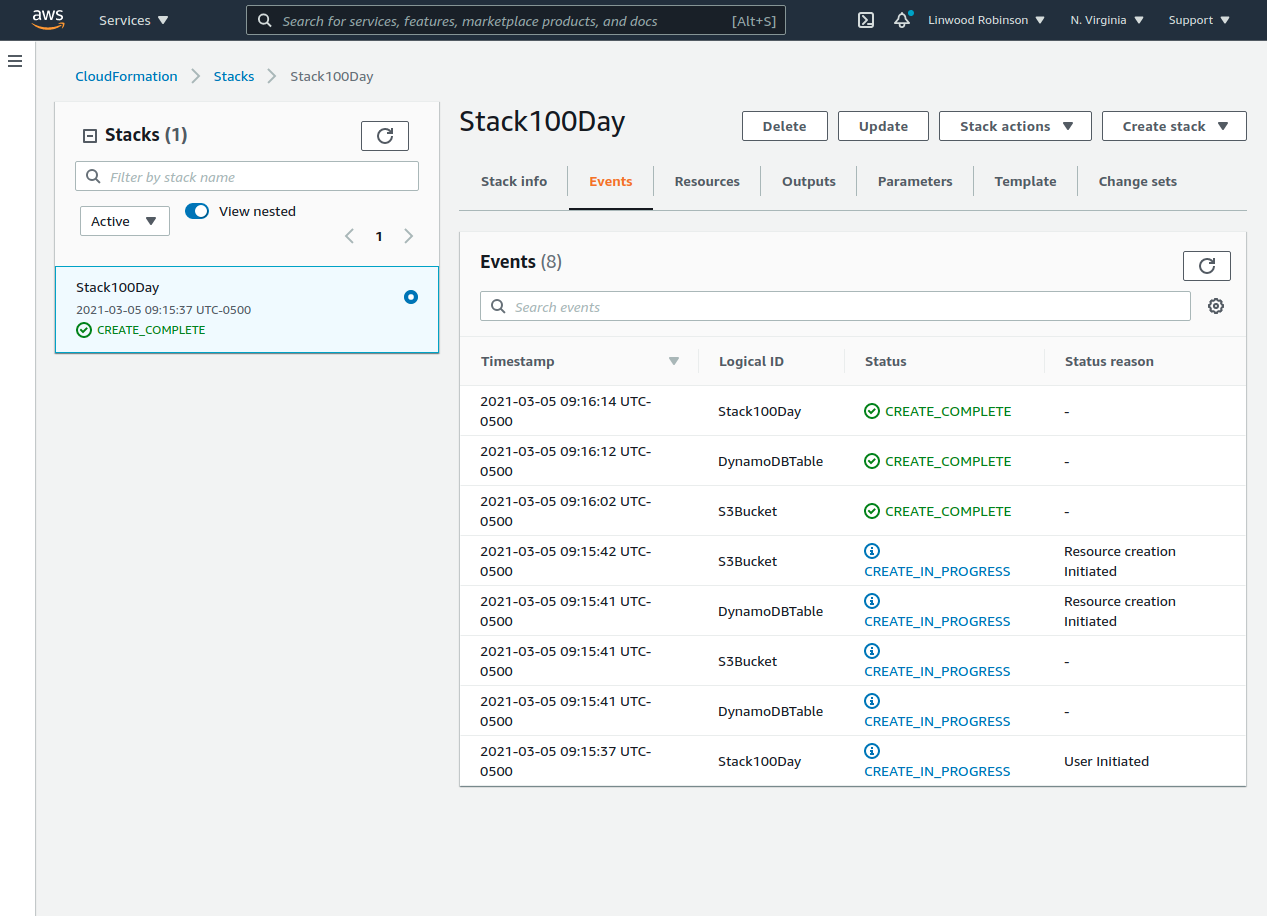 aws
Services
Search for services, features, marketplace products, and docs
[Alt+S]
Linwood Robinson
N. Virginia
Support
CloudFormation
Stacks
Stack100Day
Stacks (1)
Filter by stack name
Active
View nested
1
Stack100Day
2021-03-05 09:15:37 UTC-0500
CREATE_COMPLETE
Stack100Day
Delete
Update
Stack actions
Create stack
Stack info
Events
Resources
Outputs
Parameters
Template
Change sets
Events (8)
Search events
Timestamp
Logical ID
Status
Status reason
2021-03-05 09:16:14 UTC-
0500
Stack100Day
CREATE_COMPLETE
-
2021-03-05 09:16:12 UTC-
0500
DynamoDBTable
CREATE_COMPLETE
-
2021-03-05 09:16:02 UTC-
0500
S3Bucket
CREATE_COMPLETE
-
2021-03-05 09:15:42 UTC-
0500
S3Bucket
CREATE_IN_PROGRESS
Resource creation
Initiated
2021-03-05 09:15:41 UTC-
0500
DynamoDBTable
CREATE_IN_PROGRESS
Resource creation
Initiated
2021-03-05 09:15:41 UTC-
0500
S3Bucket
CREATE_IN_PROGRESS
-
2021-03-05 09:15:41 UTC-
0500
DynamoDBTable
CREATE_IN_PROGRESS
-
2021-03-05 09:15:37 UTC-
0500
Stack100Day
CREATE_IN_PROGRESS
User Initiated